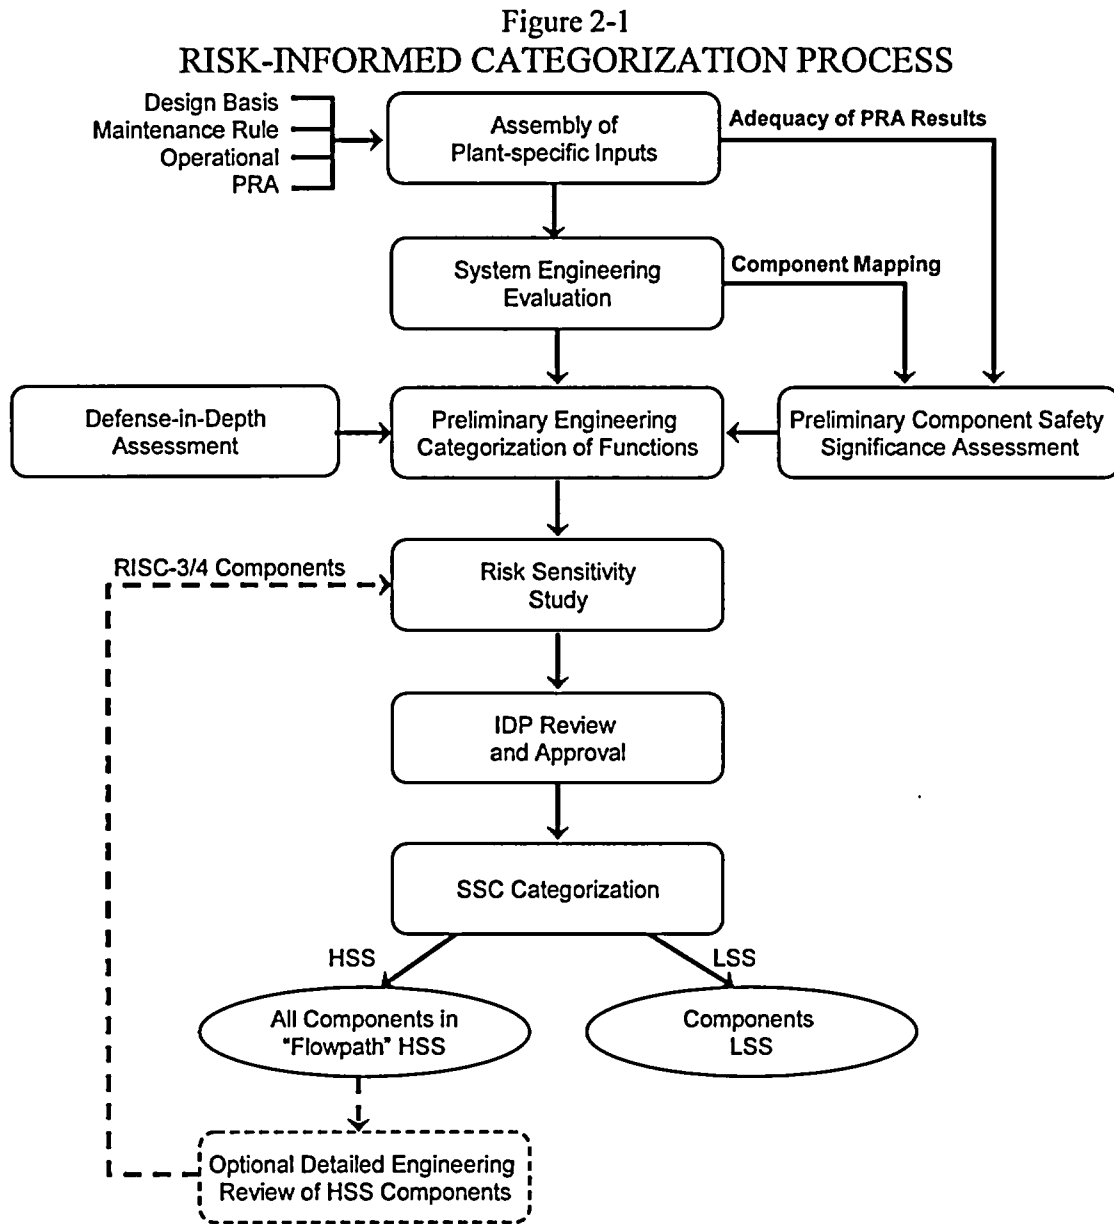 Figure 2-1
RISK-INFORMED CATEGORIZATION PROCESS
Design Basis
Maintenance Rule
Operational
PRA
Assembly of
Plant-specific Inputs
Adequacy of PRA Results
System Engineering
Evaluation
Component Mapping
Defense-in-Depth
Assessment
Preliminary Engineering
Categorization of Functions
Preliminary Component Safety
Significance Assessment
RISC-3/4 Components
Risk Sensitivity
Study
IDP Review
and Approval
SSC Categorization
HSS
LSS
All Components in
"Flowpath" HSS
Components
LSS
Optional Detailed Engineering
Review of HSS Components